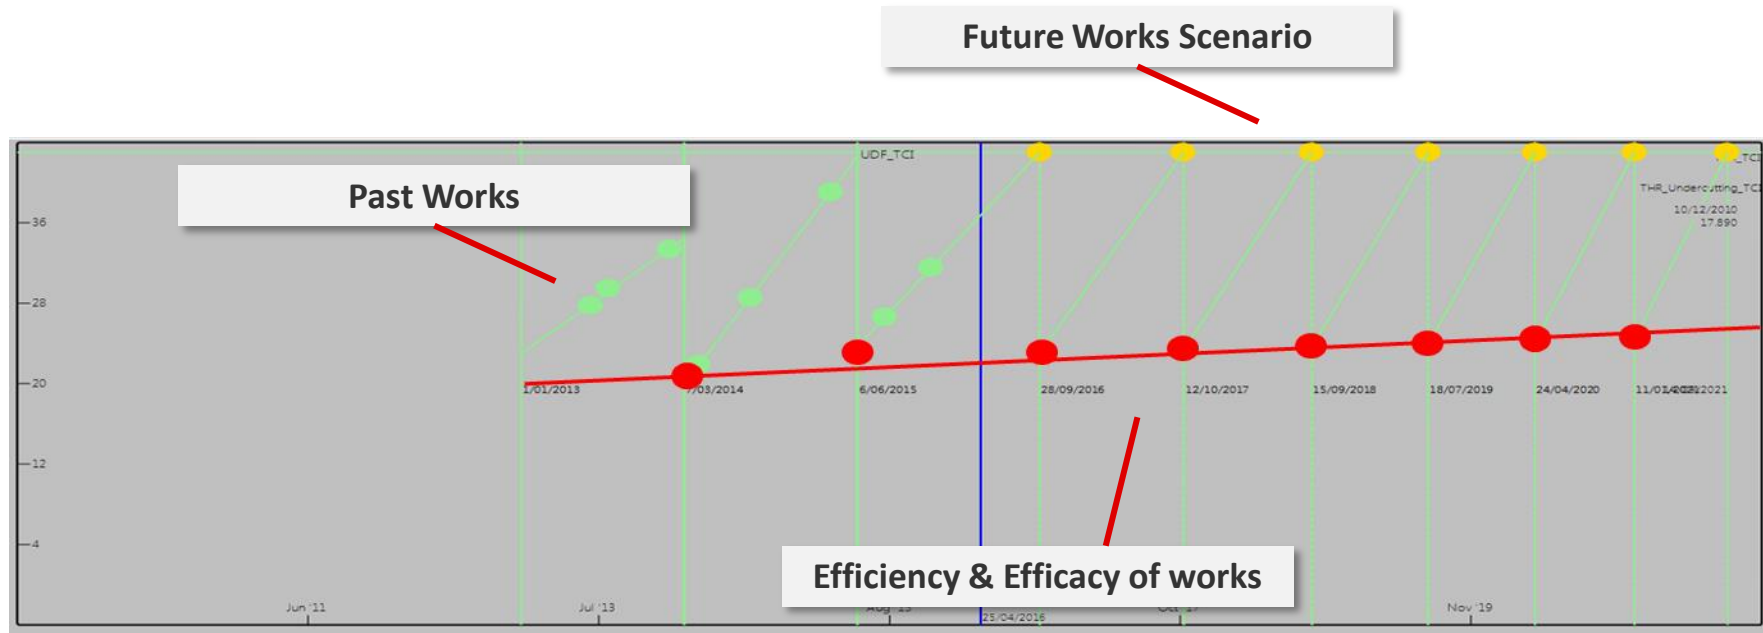 Future Works Scenario
UDF_TCI
_TCI
Past Works
THR_Undercutting_TCI
10/12/2010
17.890
36
28
20
1/01/2013
7/03/2014
6/06/2015
28/09/2016
12/10/2017
15/09/2018
18/07/2019
24/04/2020
12
4
Efficiency & Efficacy of works
Jun '11
Jul '13
Nov '19
25/04/2016